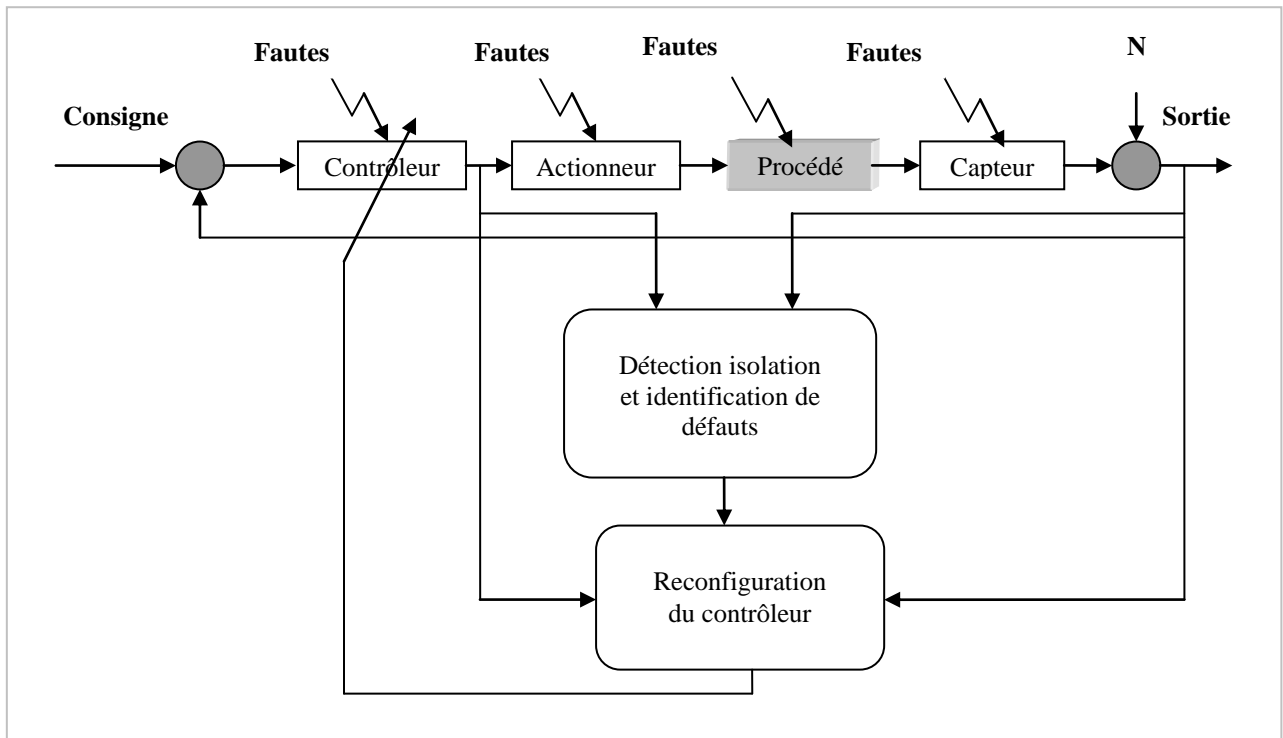 Fautes
Fautes
Fautes
Fautes
N
Consigne
Sortie
Contrôleur
Actionneur
Procédé
Capteur
Détection isolation
et identification de
défauts
Reconfiguration
du contrôleur